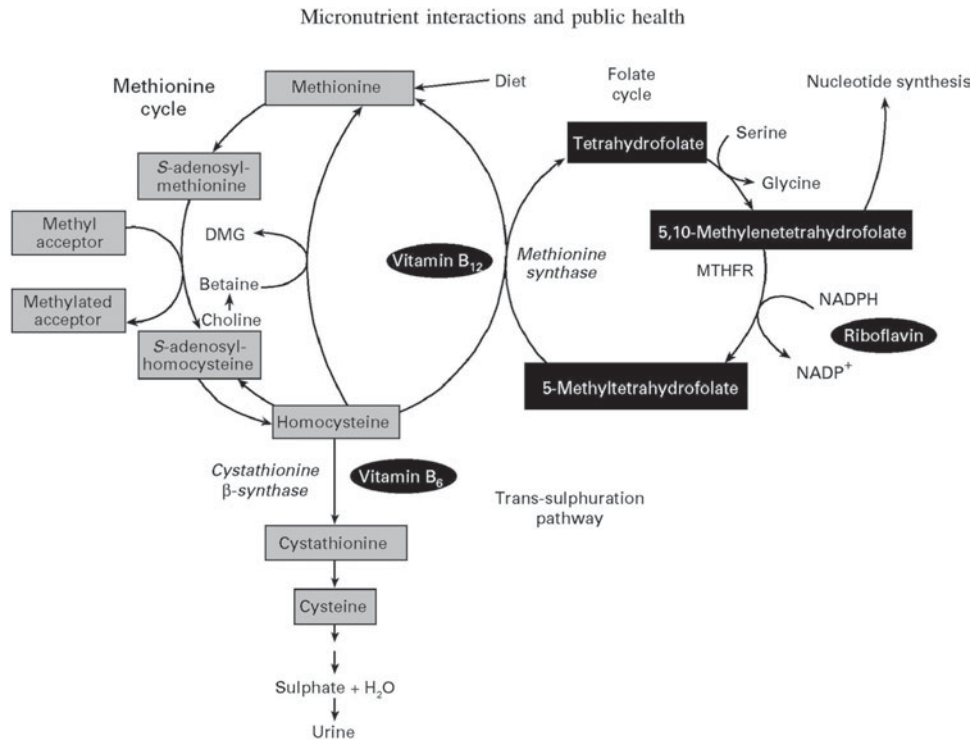 Micronutrient interactions and public health
Methionine
cycle
Methionine
Diet
Folate
cycle
Nucleotide synthesis
Tetrahydrofolate
Serine
Glycine
S-adenosyl-
methionine
Methyl
acceptor
DMG
Vitamin B12
Methionine
synthase
5,10-Methylenetetrahydrofolate
MTHFR
Betaine
Methylated
acceptor
Choline
NADPH
Riboflavin
NADP+
S-adenosyl-
homocysteine
5-Methyltetrahydrofolate
Homocysteine
Cystathionine
β-synthase
Vitamin B6
Trans-sulphuration
pathway
Cystathionine
Cysteine
Sulphate + H2O
Urine